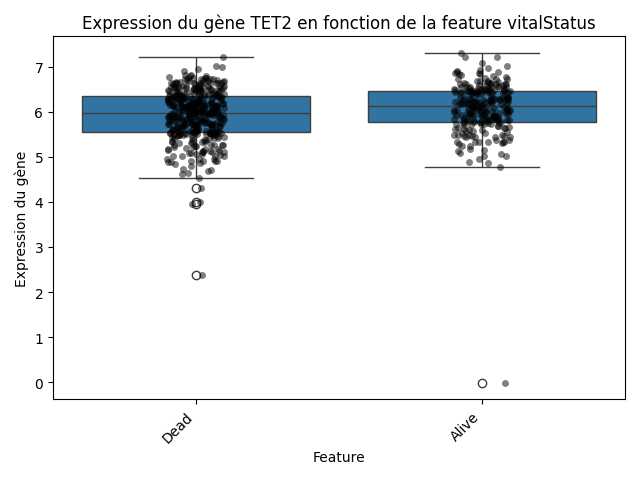 Expression du gène TET2 en fonction de la feature vitalStatus
Expression du gène
7
6
5
4
3
2
1
0
Dead
Alive
Feature